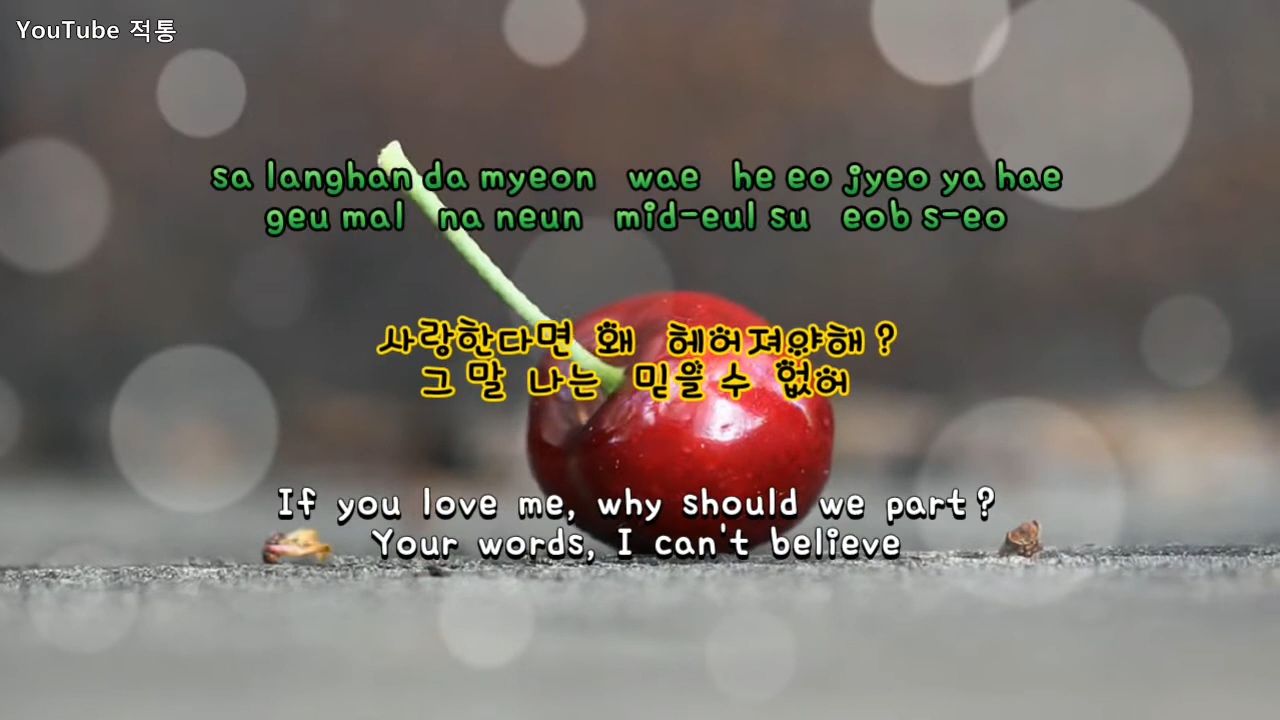 YouTube 적통
sa langhan da myeon wae he eo jyeo ya hae
geu mal na neun mid-eul su eob s-eo
사랑한다면 왜 헤어져야해?
그 말 나는 믿을 수 없어
If you love me, why should we part?
Your words, I can't believe